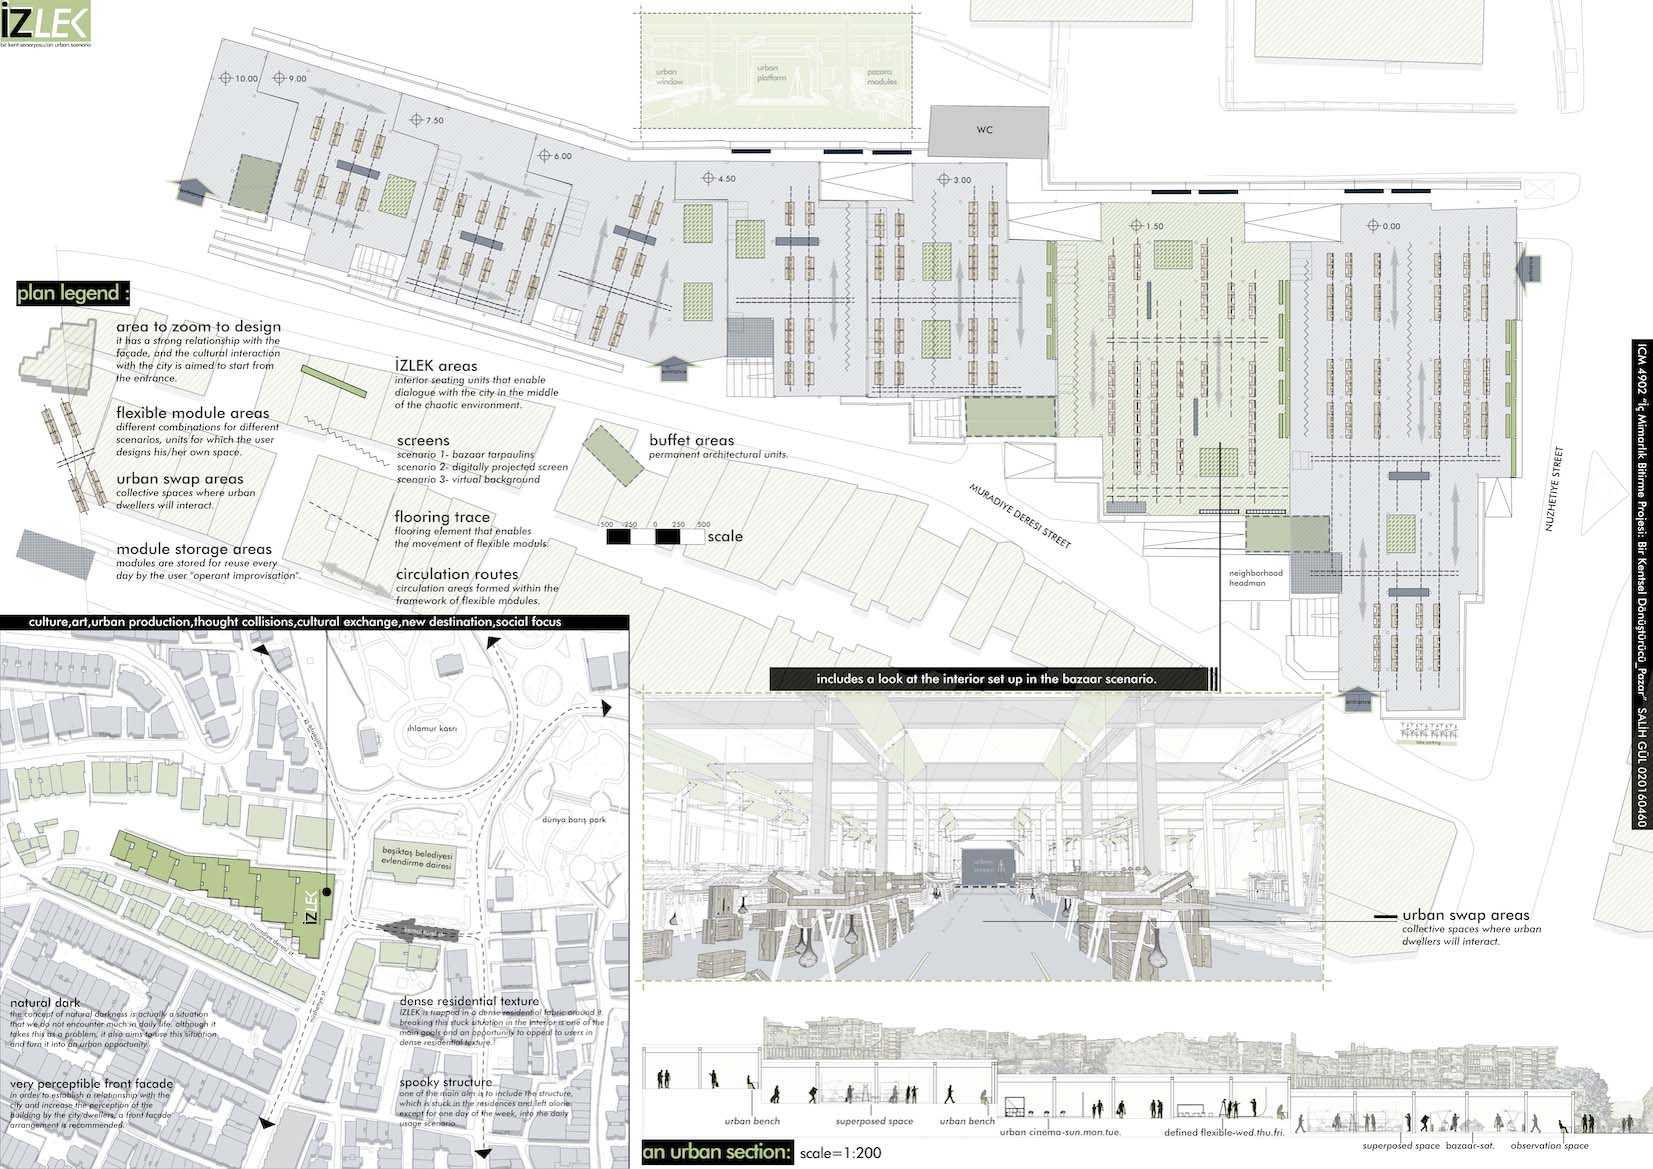 İZLEK
bir kent senaryosu/an urban scenario
10.00
9.00
7.50
6.00
4.50
3.00
1.50
0.00
urban
window
urban
platform
pazara
modules
WC
entrance
entrance
entrance
entrance
plan legend :
area to zoom to design
it has a strong relationship with the
façade, and the cultural interaction
with the city is aimed to start from
the entrance.
flexible module areas
different combinations for different
scenarios, units for which the user
designs his/her own space.
urban swap areas
collective spaces where urban
dwellers will interact.
module storage areas
modules are stored for reuse every
day by the user "operant improvisation".
İZLEK areas
interior seating units that enable
dialogue with the city in the middle
of the chaotic environment.
screens
scenario 1- bazaar tarpaulins
scenario 2- digitally projected screen
scenario 3- virtual background
flooring trace
flooring element that enables
the movement of flexible moduls.
circulation routes
circulation areas formed within the
framework of flexible modules.
buffet areas
permanent architectural units.
500 250 0 250 500
scale
MURADIYE DERESI STREET
NUZHETIYE STREET
neighborhood
headman
ICM 4902 "İç Mimarlık Bitirme Projesi: Bir Kentsel Dönüştürücü_Pazar" SALİH GÜL 020160460
culture,art,urban production,thought collisions,cultural exchange,new destination,social focus
ıhlamur kasrı
dünya barış park
beşiktaş belediyesi
evlendirme dairesi
İZLEK
muradiye deresi st
nüzhetiye st
natural dark
the concept of natural darkness is actually a situation
that we do not encounter much in daily life. although it
takes this as a problem, it also aims to use this situation
and turn it into an urban opportunity.
very perceptible front facade
in order to establish a relationship with the
city and increase the perception of the
building by the city dwellers, a front facade
arrangement is recommended.
dense residential texture
İZLEK is trapped in a dense residential fabric around it.
breaking this stuck situation in the interior is one of the
main goals and an opportunity to appeal to users in
dense residential texture.
spooky structure
one of the main aim is to include the structure,
which is stuck in the residences and left alone
except for one day of the week, into the daily
usage scenario.
includes a look at the interior set up in the bazaar scenario.
urban swap areas
collective spaces where urban
dwellers will interact.
urban bench
superposed space
urban bench
urban cinema-sun.mon.tue.
defined flexible-wed.thu.fri.
superposed space
bazaar-sat.
observation space
an urban section:
scale=1:200